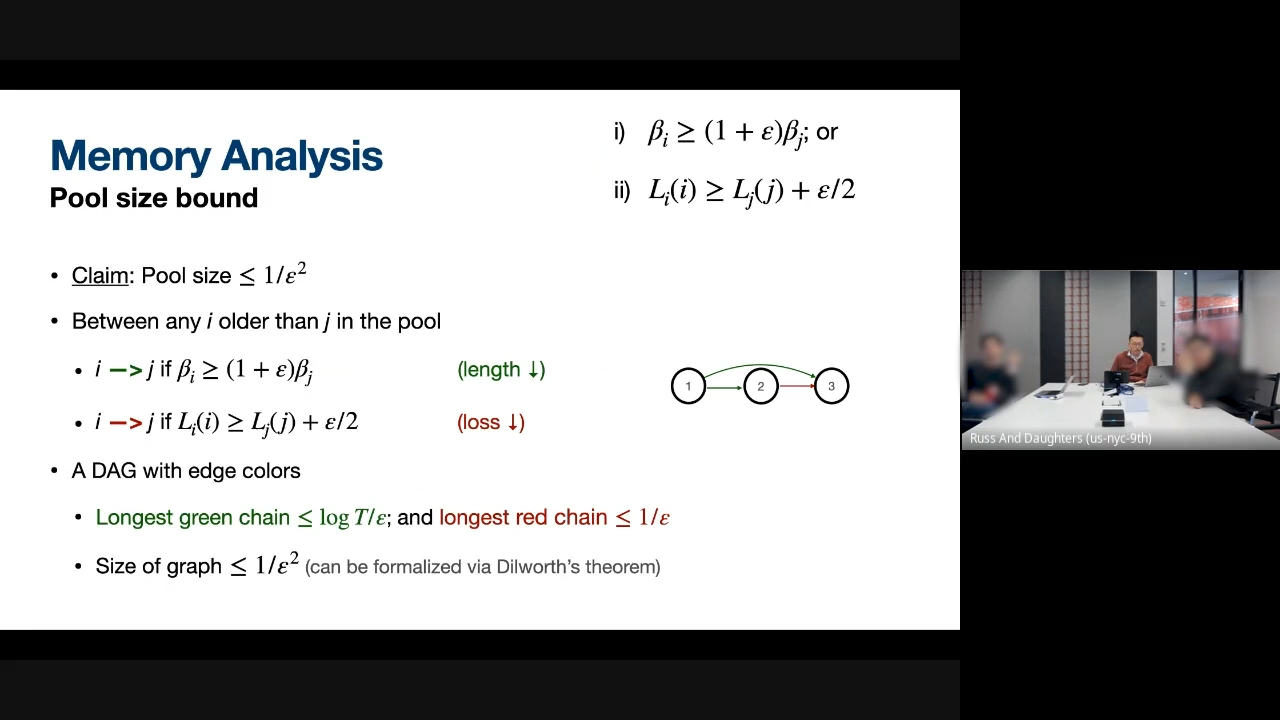 Memory Analysis
Pool size bound
i) βᵢ ≥ (1 + ε)βⱼ; or
ii) Lᵢ(i) ≥ Lⱼ(j) + ε/2
• Claim: Pool size ≤ 1/ε²
• Between any i older than j in the pool
• i —> j if βᵢ ≥ (1 + ε)βⱼ (length ↓)
• i —> j if Lᵢ(i) ≥ Lⱼ(j) + ε/2 (loss ↓)
1 2 3
• A DAG with edge colors
• Longest green chain ≤ log T/ε; and longest red chain ≤ 1/ε
• Size of graph ≤ 1/ε² (can be formalized via Dilworth’s theorem)
Russ And Daughters (us-nyc-9th)